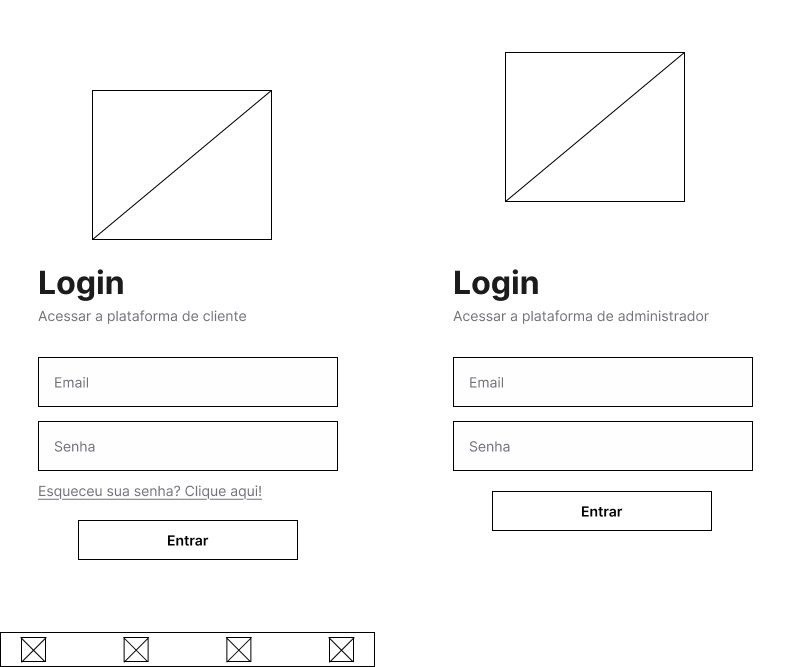 Login
Acessar a plataforma de cliente
Email
Senha
Esqueceu sua senha? Clique aqui!
Entrar
Login
Acessar a plataforma de administrador
Email
Senha
Entrar